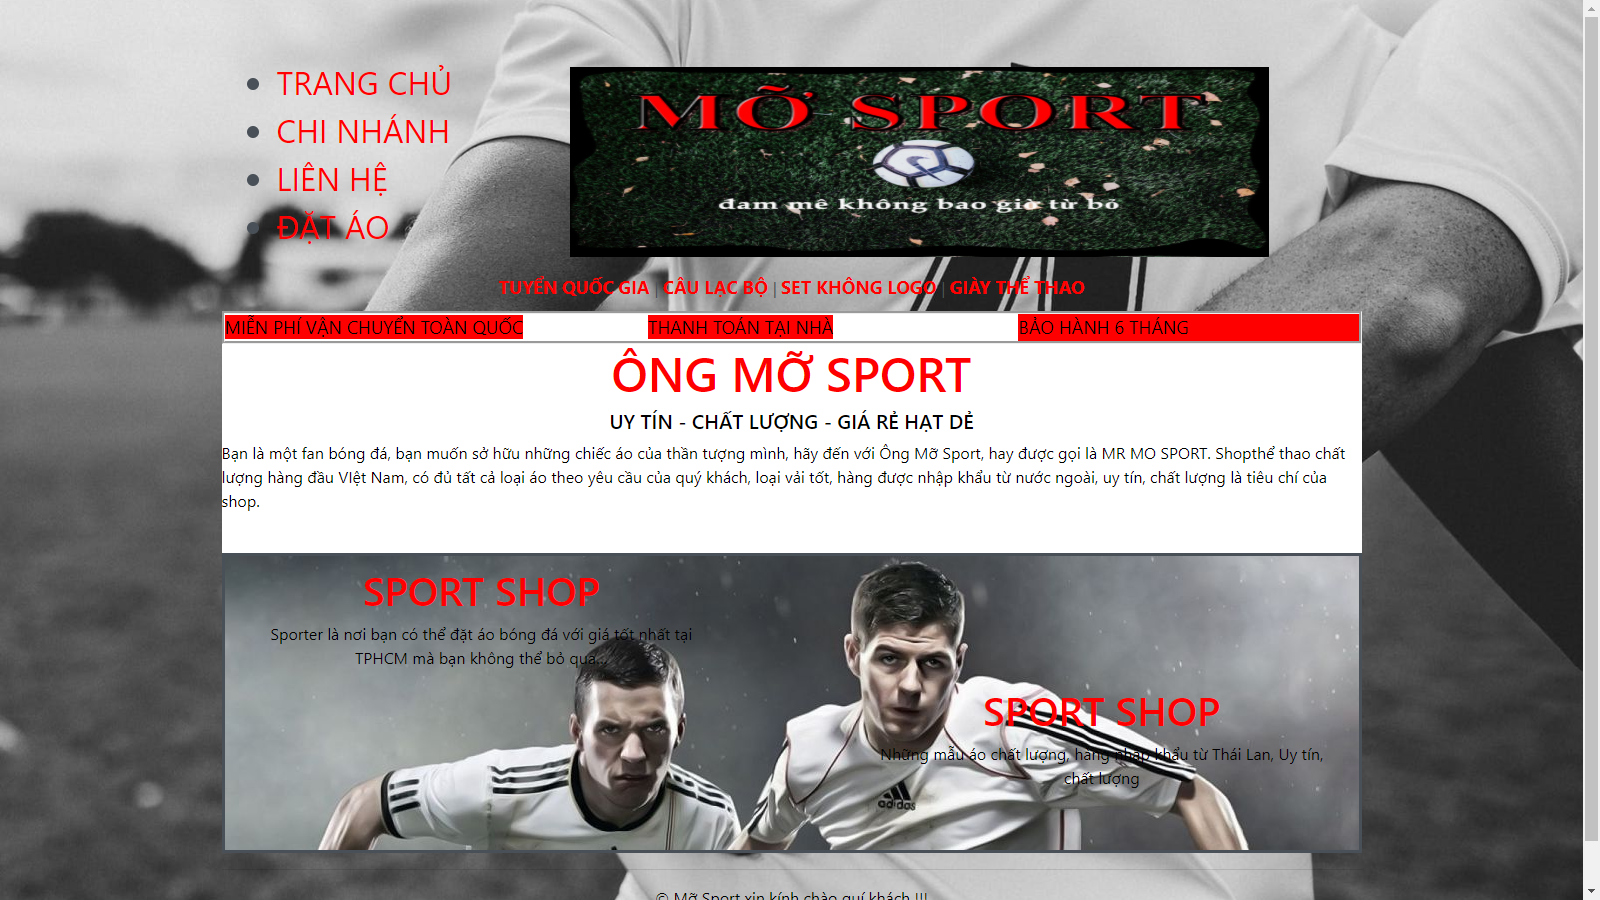 TRANG CHỦ
CHI NHÁNH
LIÊN HỆ
ĐẶT ÁO
MỠ SPORT
đam mê không bao giờ từ bỏ
TUYỂN QUỐC GIA | CÂU LẠC BỘ | SET KHÔNG LOGO | GIÀY THỂ THAO
MIỄN PHÍ VẬN CHUYỂN TOÀN QUỐC THANH TOÁN TẠI NHÀ BẢO HÀNH 6 THÁNG
ÔNG MỠ SPORT
UY TÍN - CHẤT LƯỢNG - GIÁ RẺ HẠT DẺ
Bạn là một fan bóng đá, bạn muốn sở hữu những chiếc áo của thần tượng mình, hãy đến với Ông Mỡ Sport, hay được gọi là MR MO SPORT. Shopthể thao chất
lượng hàng đầu VIệt Nam, có đủ tất cả loại áo theo yêu cầu của quý khách, loại vải tốt, hàng được nhập khẩu từ nước ngoài, uy tín, chất lượng là tiêu chí của
shop.
SPORT SHOP
Sporter là nơi bạn có thể đặt áo bóng đá với giá tốt nhất tại
TPHCM mà bạn không thể bỏ qua...
SPORT SHOP
Những mẫu áo chất lượng, hàng nhập khẩu từ Thái Lan, Uy tín,
chất lượng
adidas
© Mỡ Sport xin kính chào quí khách !!!